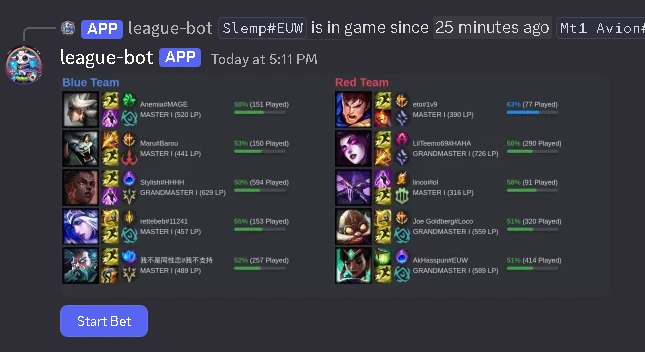 APP league-bot Slemp#EUW is in game since 25 minutes ago Mt1 Avion#
league-bot APP Today at 5:11 PM
Blue Team
Anemia#MAGE
MASTER I (520 LP)
58% (151 Played)
Maru#Barou
MASTER I (441 LP)
53% (150 Played)
Stylish#HHHH
GRANDMASTER I (629 LP)
50% (594 Played)
rettebeb#11241
MASTER I (457 LP)
55% (153 Played)
我不是同性恋#我不支持
MASTER I (489 LP)
52% (257 Played)
Red Team
eto#1v9
MASTER I (390 LP)
63% (77 Played)
LilTeemo69#HAHA
GRANDMASTER I (726 LP)
50% (290 Played)
linoo#lol
MASTER I (316 LP)
58% (91 Played)
Joe Goldberg#Loco
GRANDMASTER I (559 LP)
51% (320 Played)
AkHasspun#EUW
GRANDMASTER I (589 LP)
51% (414 Played)
Start Bet